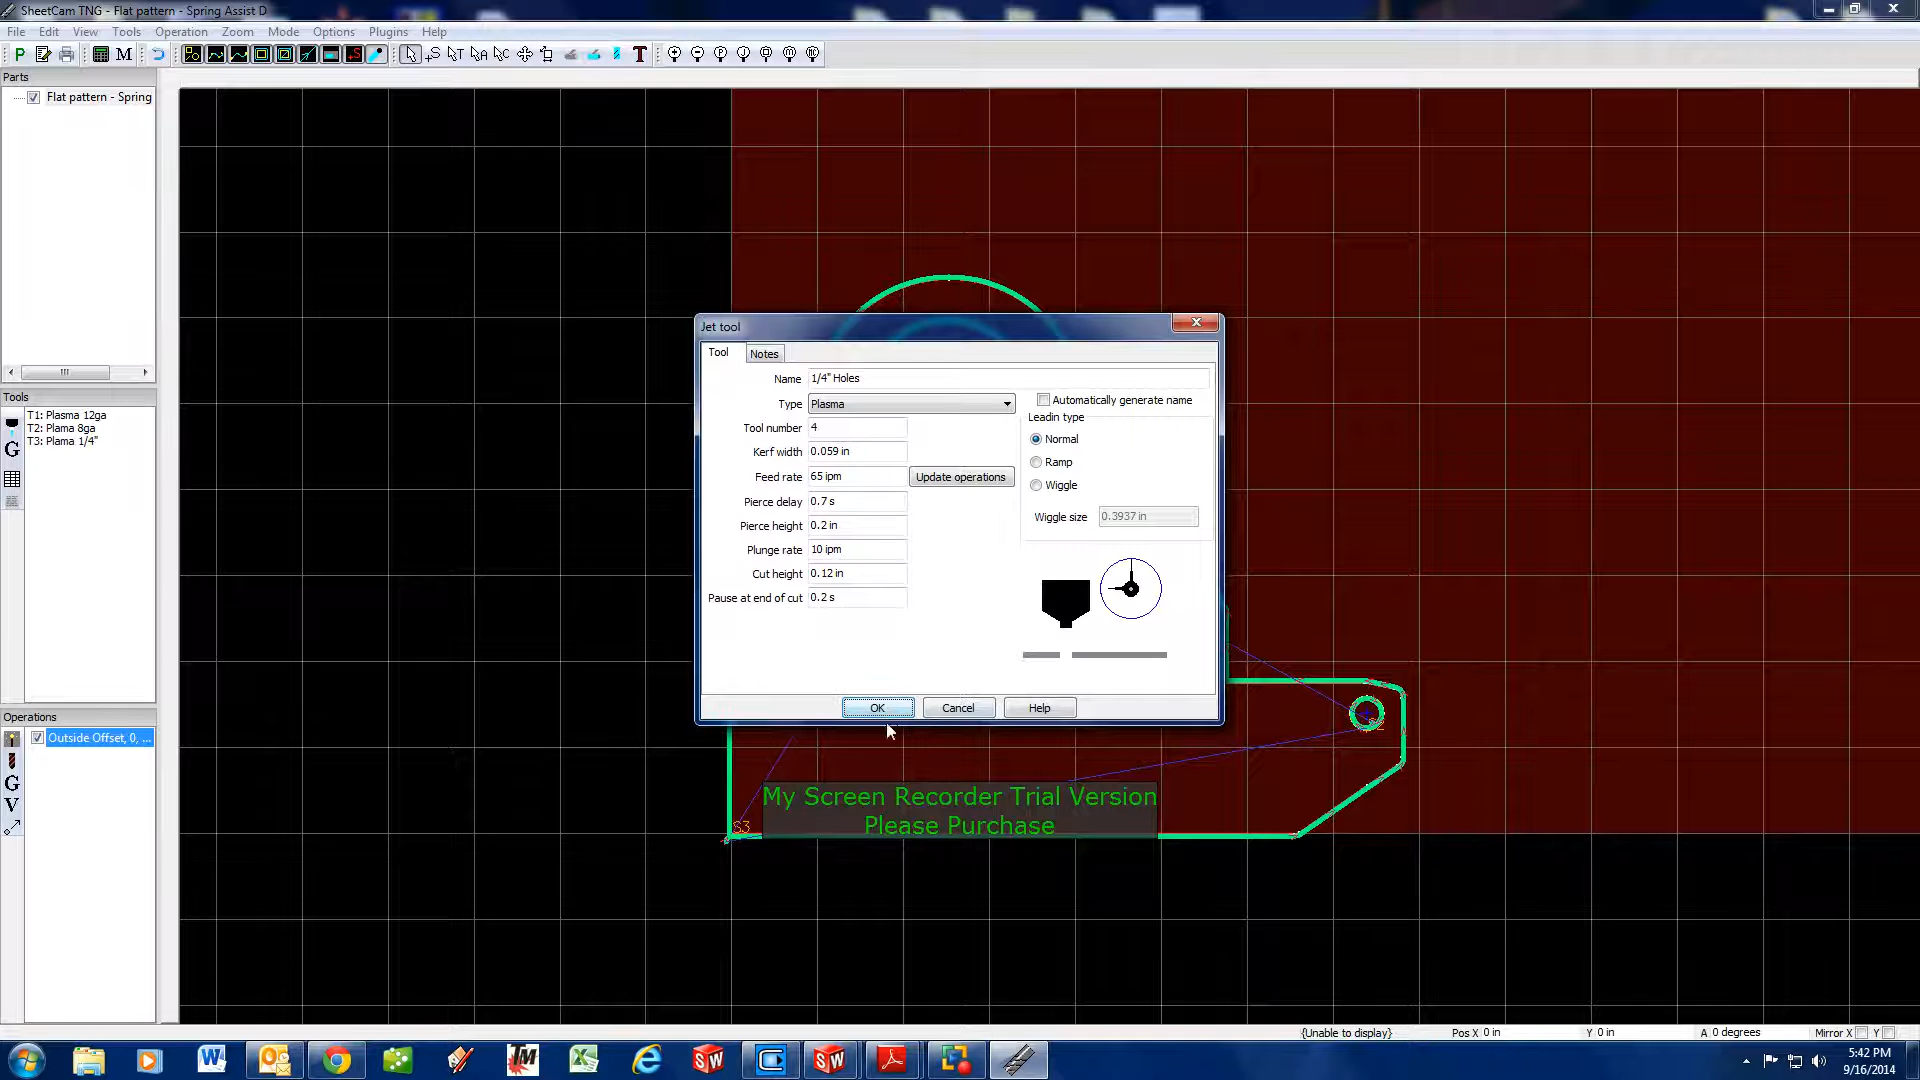 SheetCam TNG - Flat pattern - Spring Assist D
File Edit View Tools Operation Zoom Mode Options Plugins Help
Parts
Flat pattern - Spring
Tools
T1: Plasma 12ga
T2: Plama 8ga
T3: Plama 1/4"
Operations
Outside Offset, 0, ...
Jet tool
Tool Notes
Name 1/4" Holes
Type Plasma
Automatically generate name
Tool number 4
Kerf width 0.059 in
Feed rate 65 ipm Update operations
Pierce delay 0.7 s
Pierce height 0.2 in
Plunge rate 10 ipm
Cut height 0.12 in
Pause at end of cut 0.2 s
Leadin type
Normal
Ramp
Wiggle
Wiggle size 0.3937 in
OK Cancel Help
S3
My Screen Recorder Trial Version
Please Purchase
{Unable to display} Pos X 0 in Y 0 in A 0 degrees Mirror X Y
5:42 PM
9/16/2014